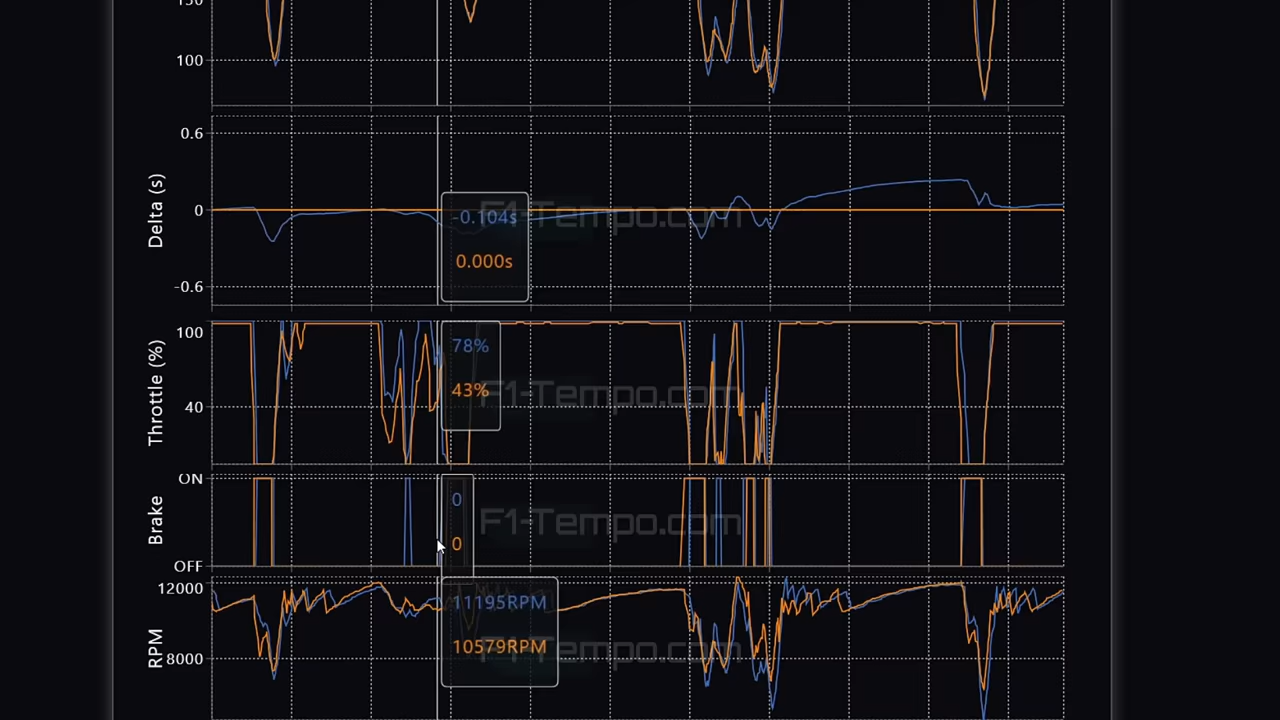 150
100
0.6
Delta (s)
0
-0.6
-0.104s
0.000s
F1-Tempo.com
100
Throttle (%)
40
78%
43%
F1-Tempo.com
ON
Brake
OFF
0
0
F1-Tempo.com
12000
RPM
8000
11195RPM
10579RPM
F1-Tempo.com